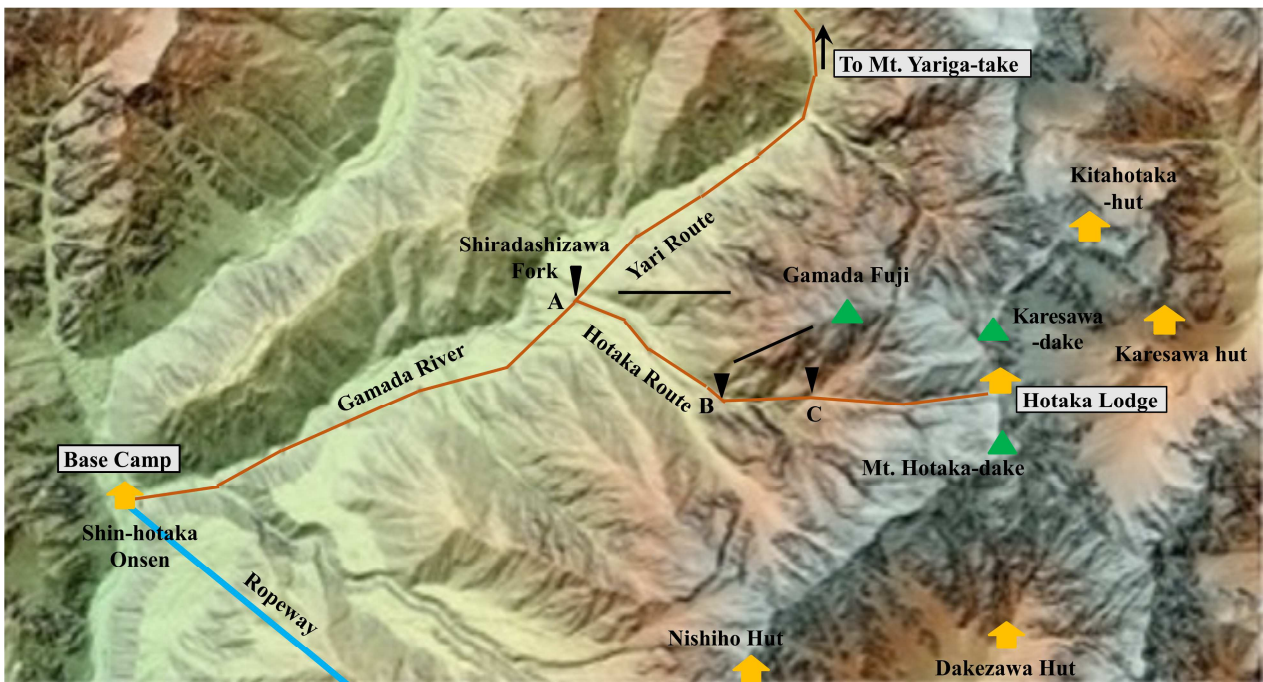 To Mt. Yariga-take
Kitahotaka
-hut
Shiradashizawa
Fork
Yari Route
Gamada Fuji
A
Karesawa
-dake
Karesawa hut
Hotaka Route
Gamada River
B
C
Hotaka Lodge
Base Camp
Mt. Hotaka-dake
Shin-hotaka
Onsen
Ropeway
Nishiho Hut
Dakezawa Hut